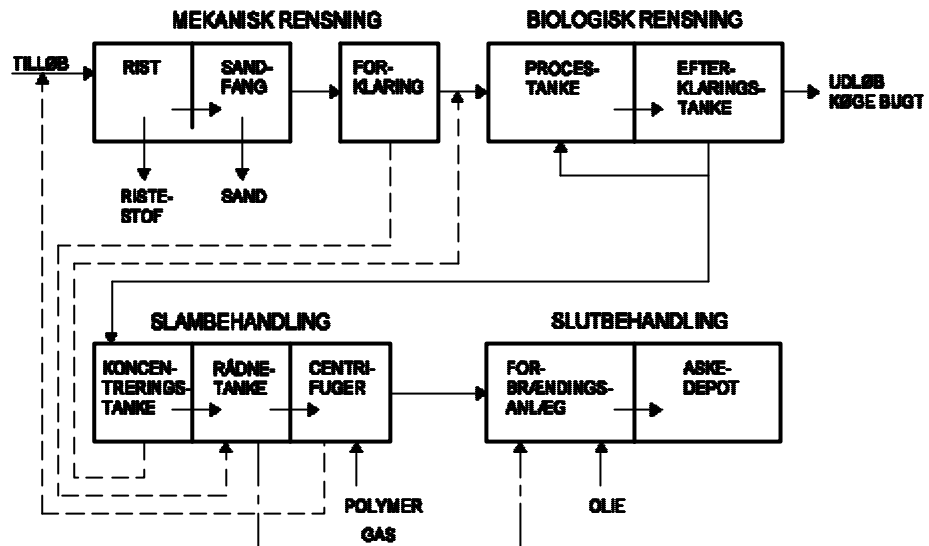 MEKANISK RENSNING
BIOLOGISK RENSNING
TILLØB
RIST
SAND-
FANG
FOR-
KLARING
PROCES-
TANKE
EFTER-
KLARINGS-
TANKE
UDLØB
KØGE BUGT
RISTE-
STOF
SAND
SLAMBEHANDLING
SLUTBEHANDLING
KONCEN-
TRERINGS-
TANKE
RÅDNE-
TANKE
CENTRI-
FUGER
FOR-
BRÆNDINGS-
ANLÆG
ASKE-
DEPOT
POLYMER
OLIE
GAS